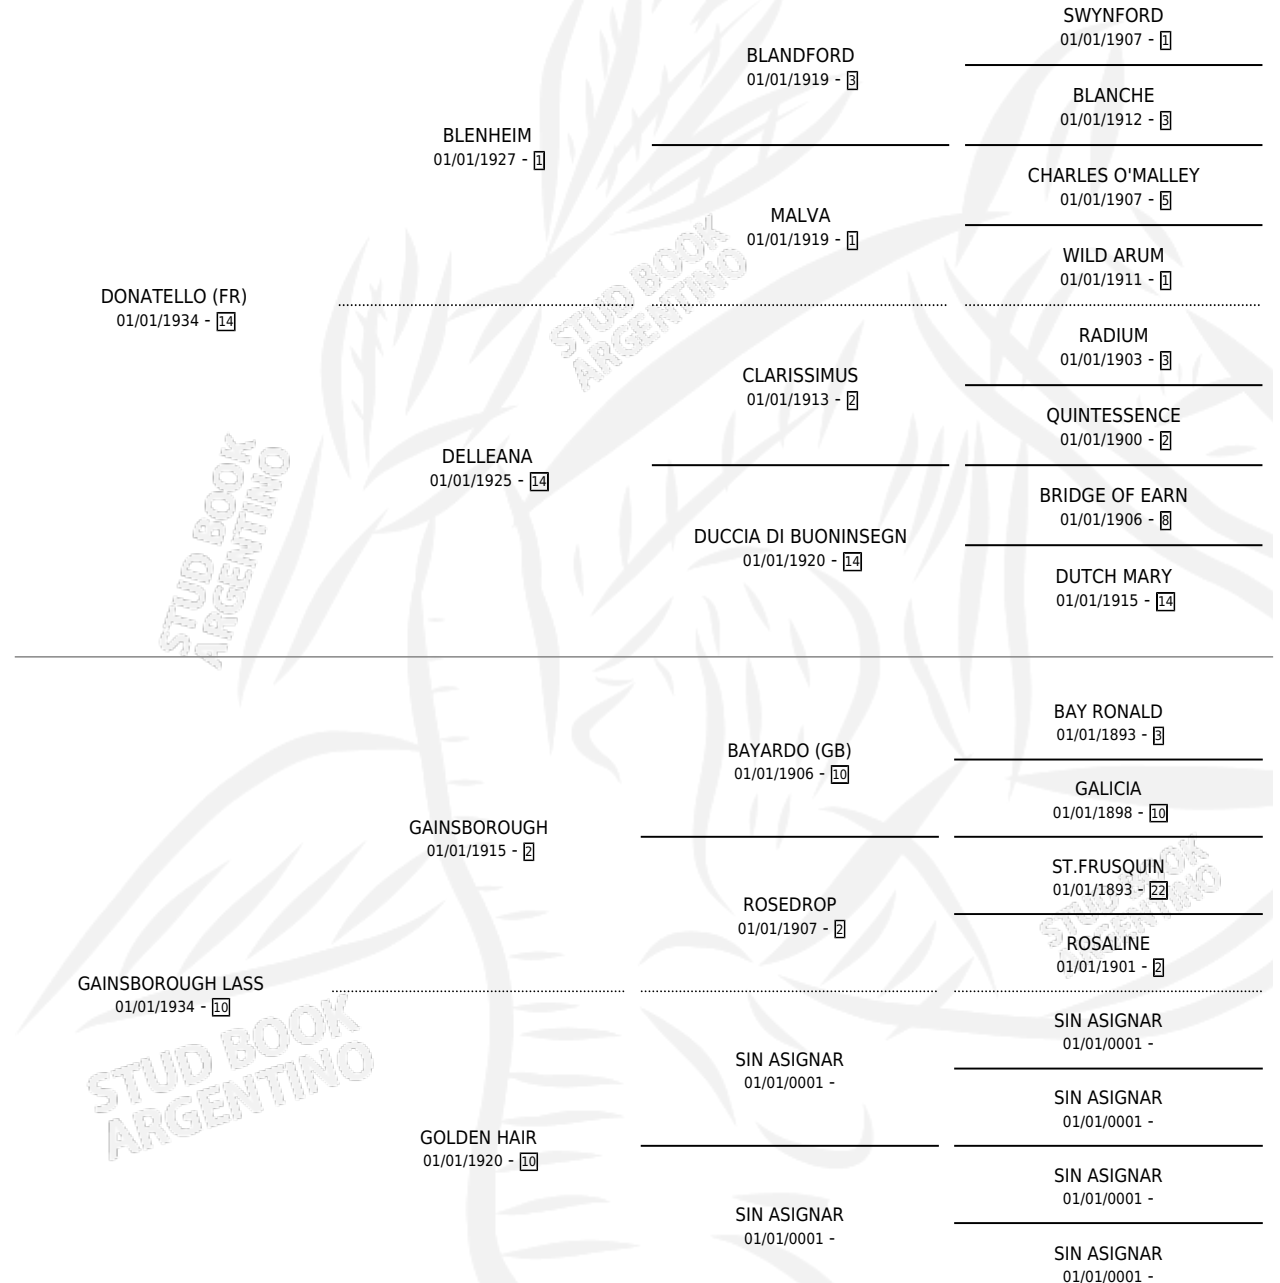 SWYNFORD
01/01/1907 - 1
BLANDFORD
01/01/1919 - 3
BLANCHE
01/01/1912 - 3
BLENHEIM
01/01/1927 - 1
CHARLES O'MALLEY
01/01/1907 - 5
MALVA
01/01/1919 - 1
WILD ARUM
01/01/1911 - 1
DONATELLO (FR)
01/01/1934 - 14
RADIUM
01/01/1903 - 3
CLARISSIMUS
01/01/1913 - 2
QUINTESSENCE
01/01/1900 - 2
DELLEANA
01/01/1925 - 14
BRIDGE OF EARN
01/01/1906 - 8
DUCCIA DI BUONINSEGN
01/01/1920 - 14
DUTCH MARY
01/01/1915 - 14
BAY RONALD
01/01/1893 - 3
BAYARDO (GB)
01/01/1906 - 10
GALICIA
01/01/1898 - 10
GAINSBOROUGH
01/01/1915 - 2
ST.FRUSQUIN
01/01/1893 - 22
ROSEDROP
01/01/1907 - 2
ROSALINE
01/01/1901 - 2
GAINSBOROUGH LASS
01/01/1934 - 10
SIN ASIGNAR
01/01/0001 -
SIN ASIGNAR
01/01/0001 -
SIN ASIGNAR
01/01/0001 -
GOLDEN HAIR
01/01/1920 - 10
SIN ASIGNAR
01/01/0001 -
SIN ASIGNAR
01/01/0001 -
SIN ASIGNAR
01/01/0001 -
STUD BOOK
ARGENTINO
STUD BOOK
ARGENTINO
STUD BOOK
ARGENTINO
STUD BOOK
ARGENTINO